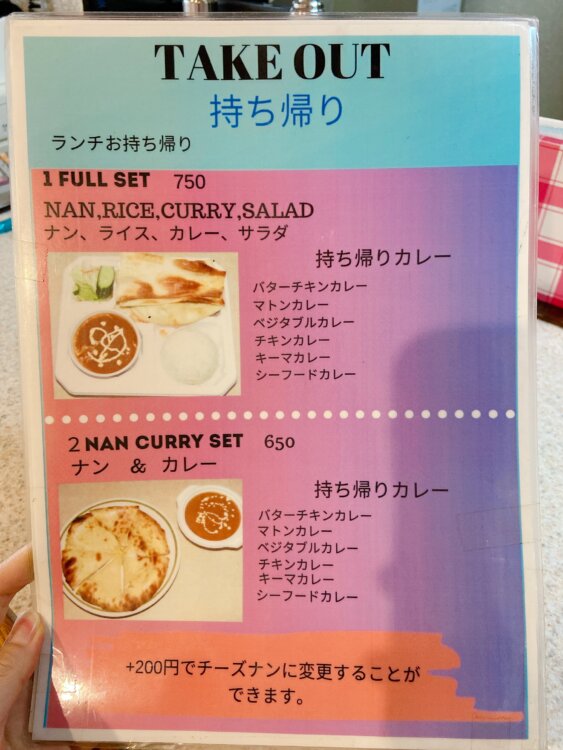 TAKE OUT
持ち帰り
ランチお持ち帰り
1 FULL SET 750
NAN,RICE,CURRY,SALAD
ナン、ライス、カレー、サラダ
持ち帰りカレー
バターチキンカレー
マトンカレー
ベジタブルカレー
チキンカレー
キーマカレー
シーフードカレー
2 NAN CURRY SET 650
ナン & カレー
持ち帰りカレー
バターチキンカレー
マトンカレー
ベジタブルカレー
チキンカレー
キーマカレー
シーフードカレー
+200円でチーズナンに変更することが
できます。